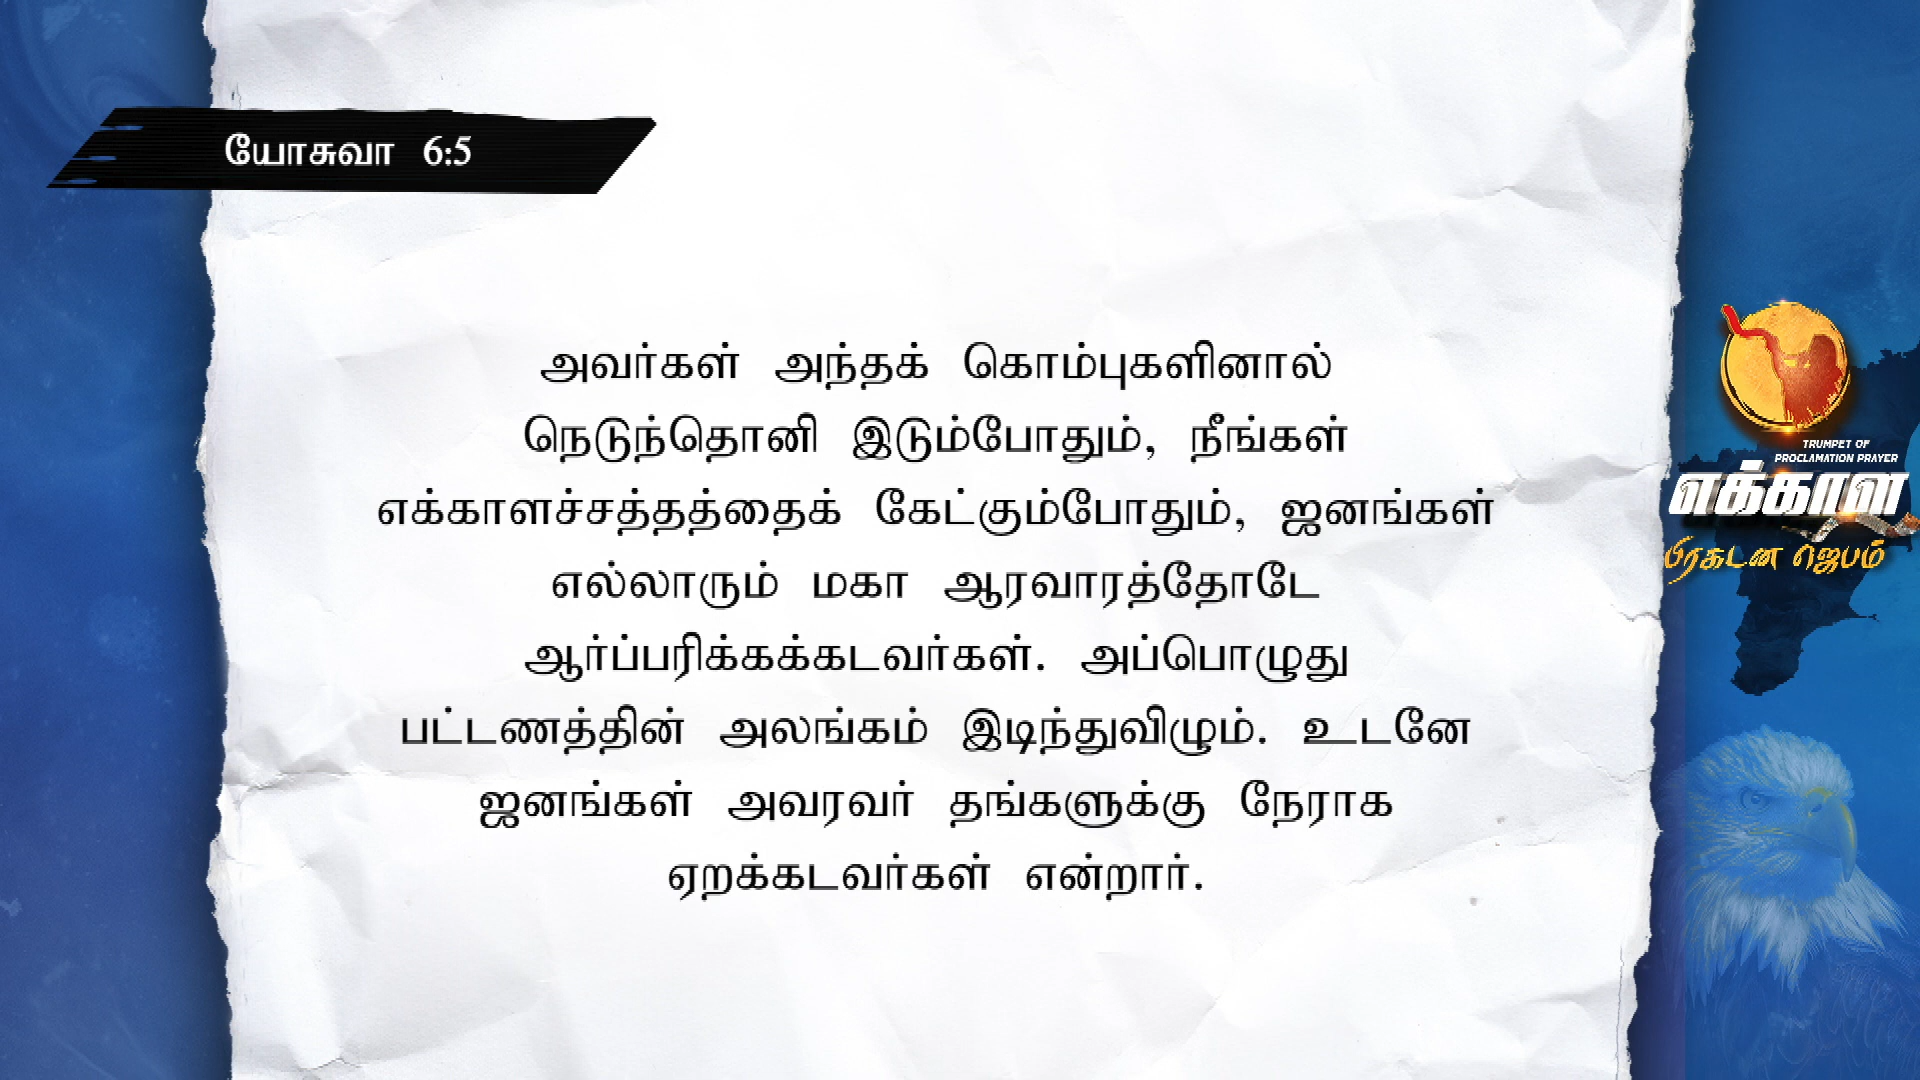 யோசுவா 6:5
அவர்கள் அந்தக் கொம்புகளினால்
நெடுந்தொனி இடும்போதும், நீங்கள்
எக்காளச்சத்தத்தைக் கேட்கும்போதும், ஜனங்கள்
எல்லாரும் மகா ஆரவாரத்தோடே
ஆர்ப்பரிக்கக்கடவர்கள். அப்பொழுது
பட்டணத்தின் அலங்கம் இடிந்துவிழும். உடனே
ஜனங்கள் அவரவர் தங்களுக்கு நேராக
ஏறக்கடவர்கள் என்றார்.
TRUMPET OF
PROCLAMATION PRAYER
எக்காள
பிரகடன ஜெபம்